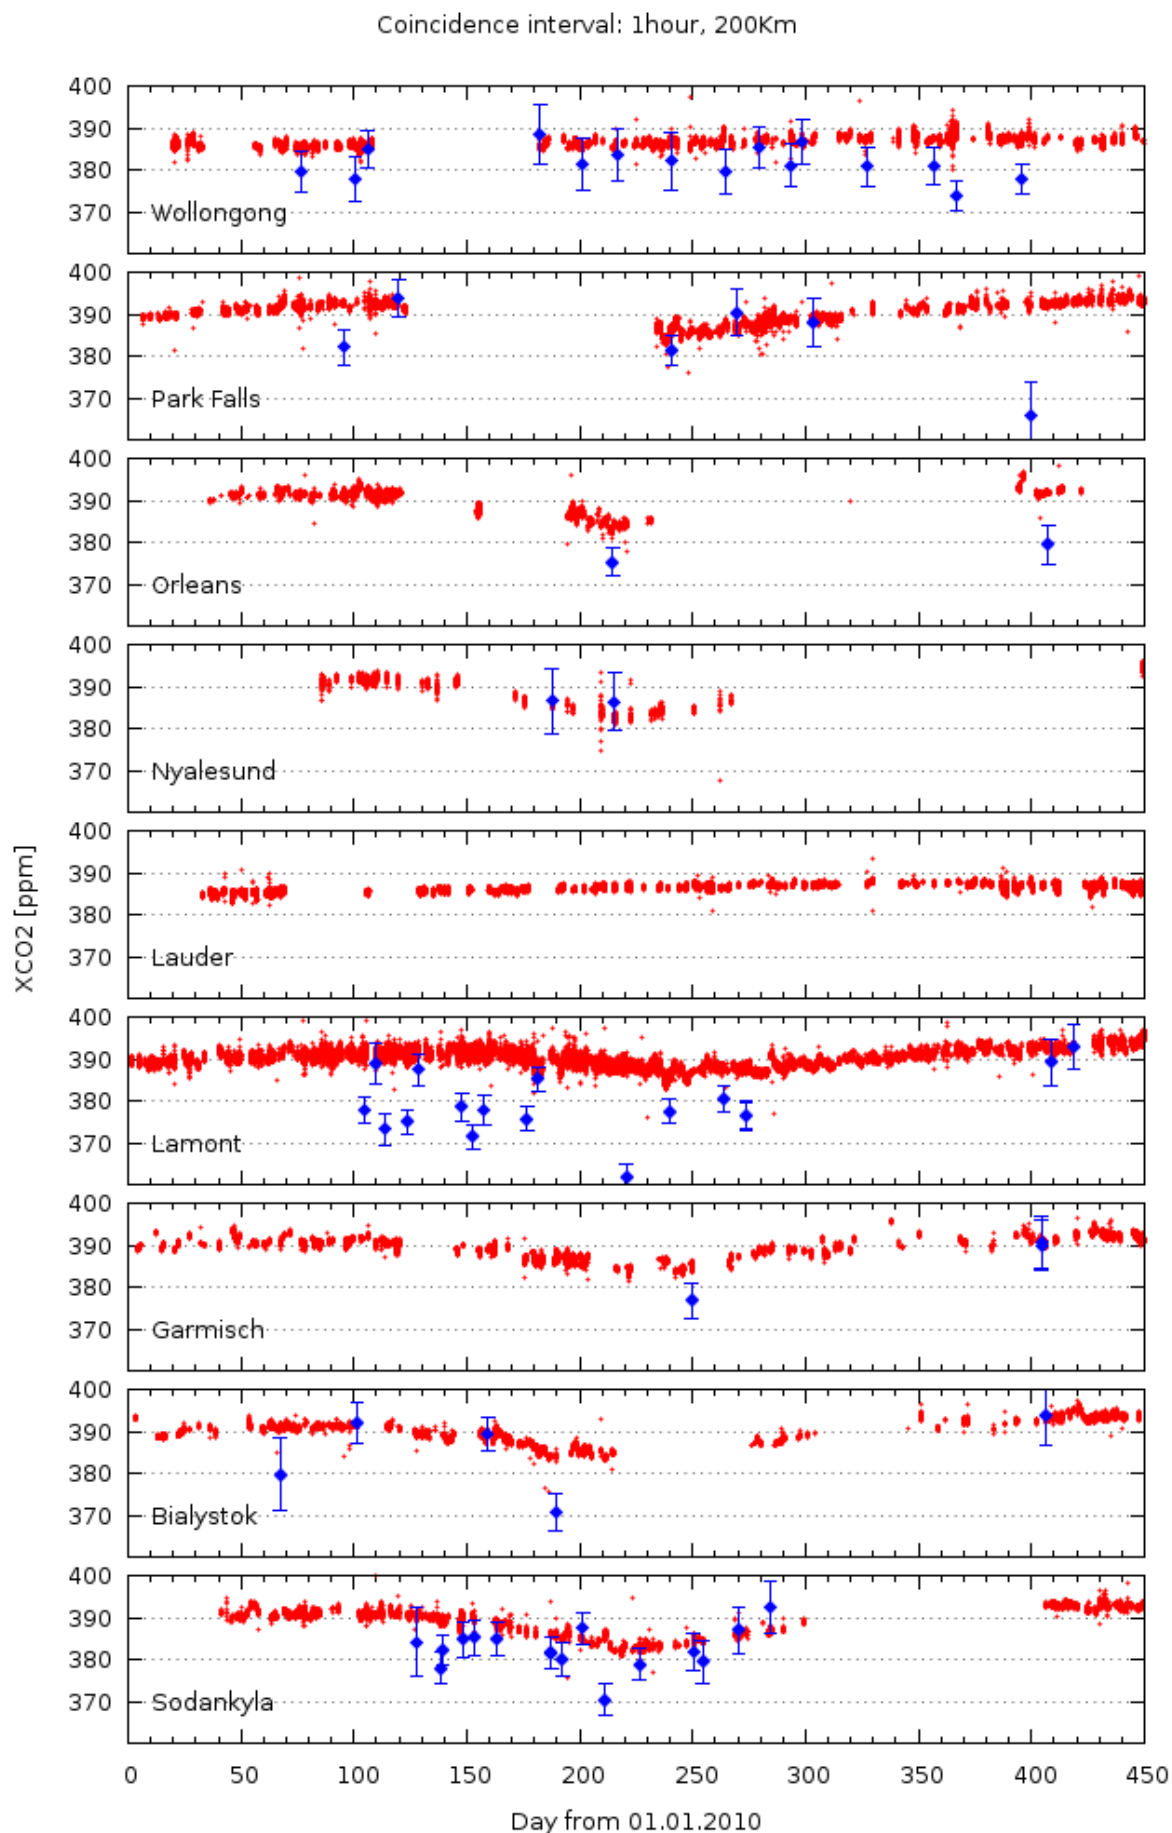 Coincidence interval: 1hour, 200Km
400
390
380
370
Wollongong
400
390
380
370
Park Falls
400
390
380
370
Orleans
400
390
380
370
Nyalesund
XCO2 [ppm]
400
390
380
370
Lauder
400
390
380
370
Lamont
400
390
380
370
Garmisch
400
390
380
370
Bialystok
400
390
380
370
Sodankyla
0 50 100 150 200 250 300 350 400 450
Day from 01.01.2010